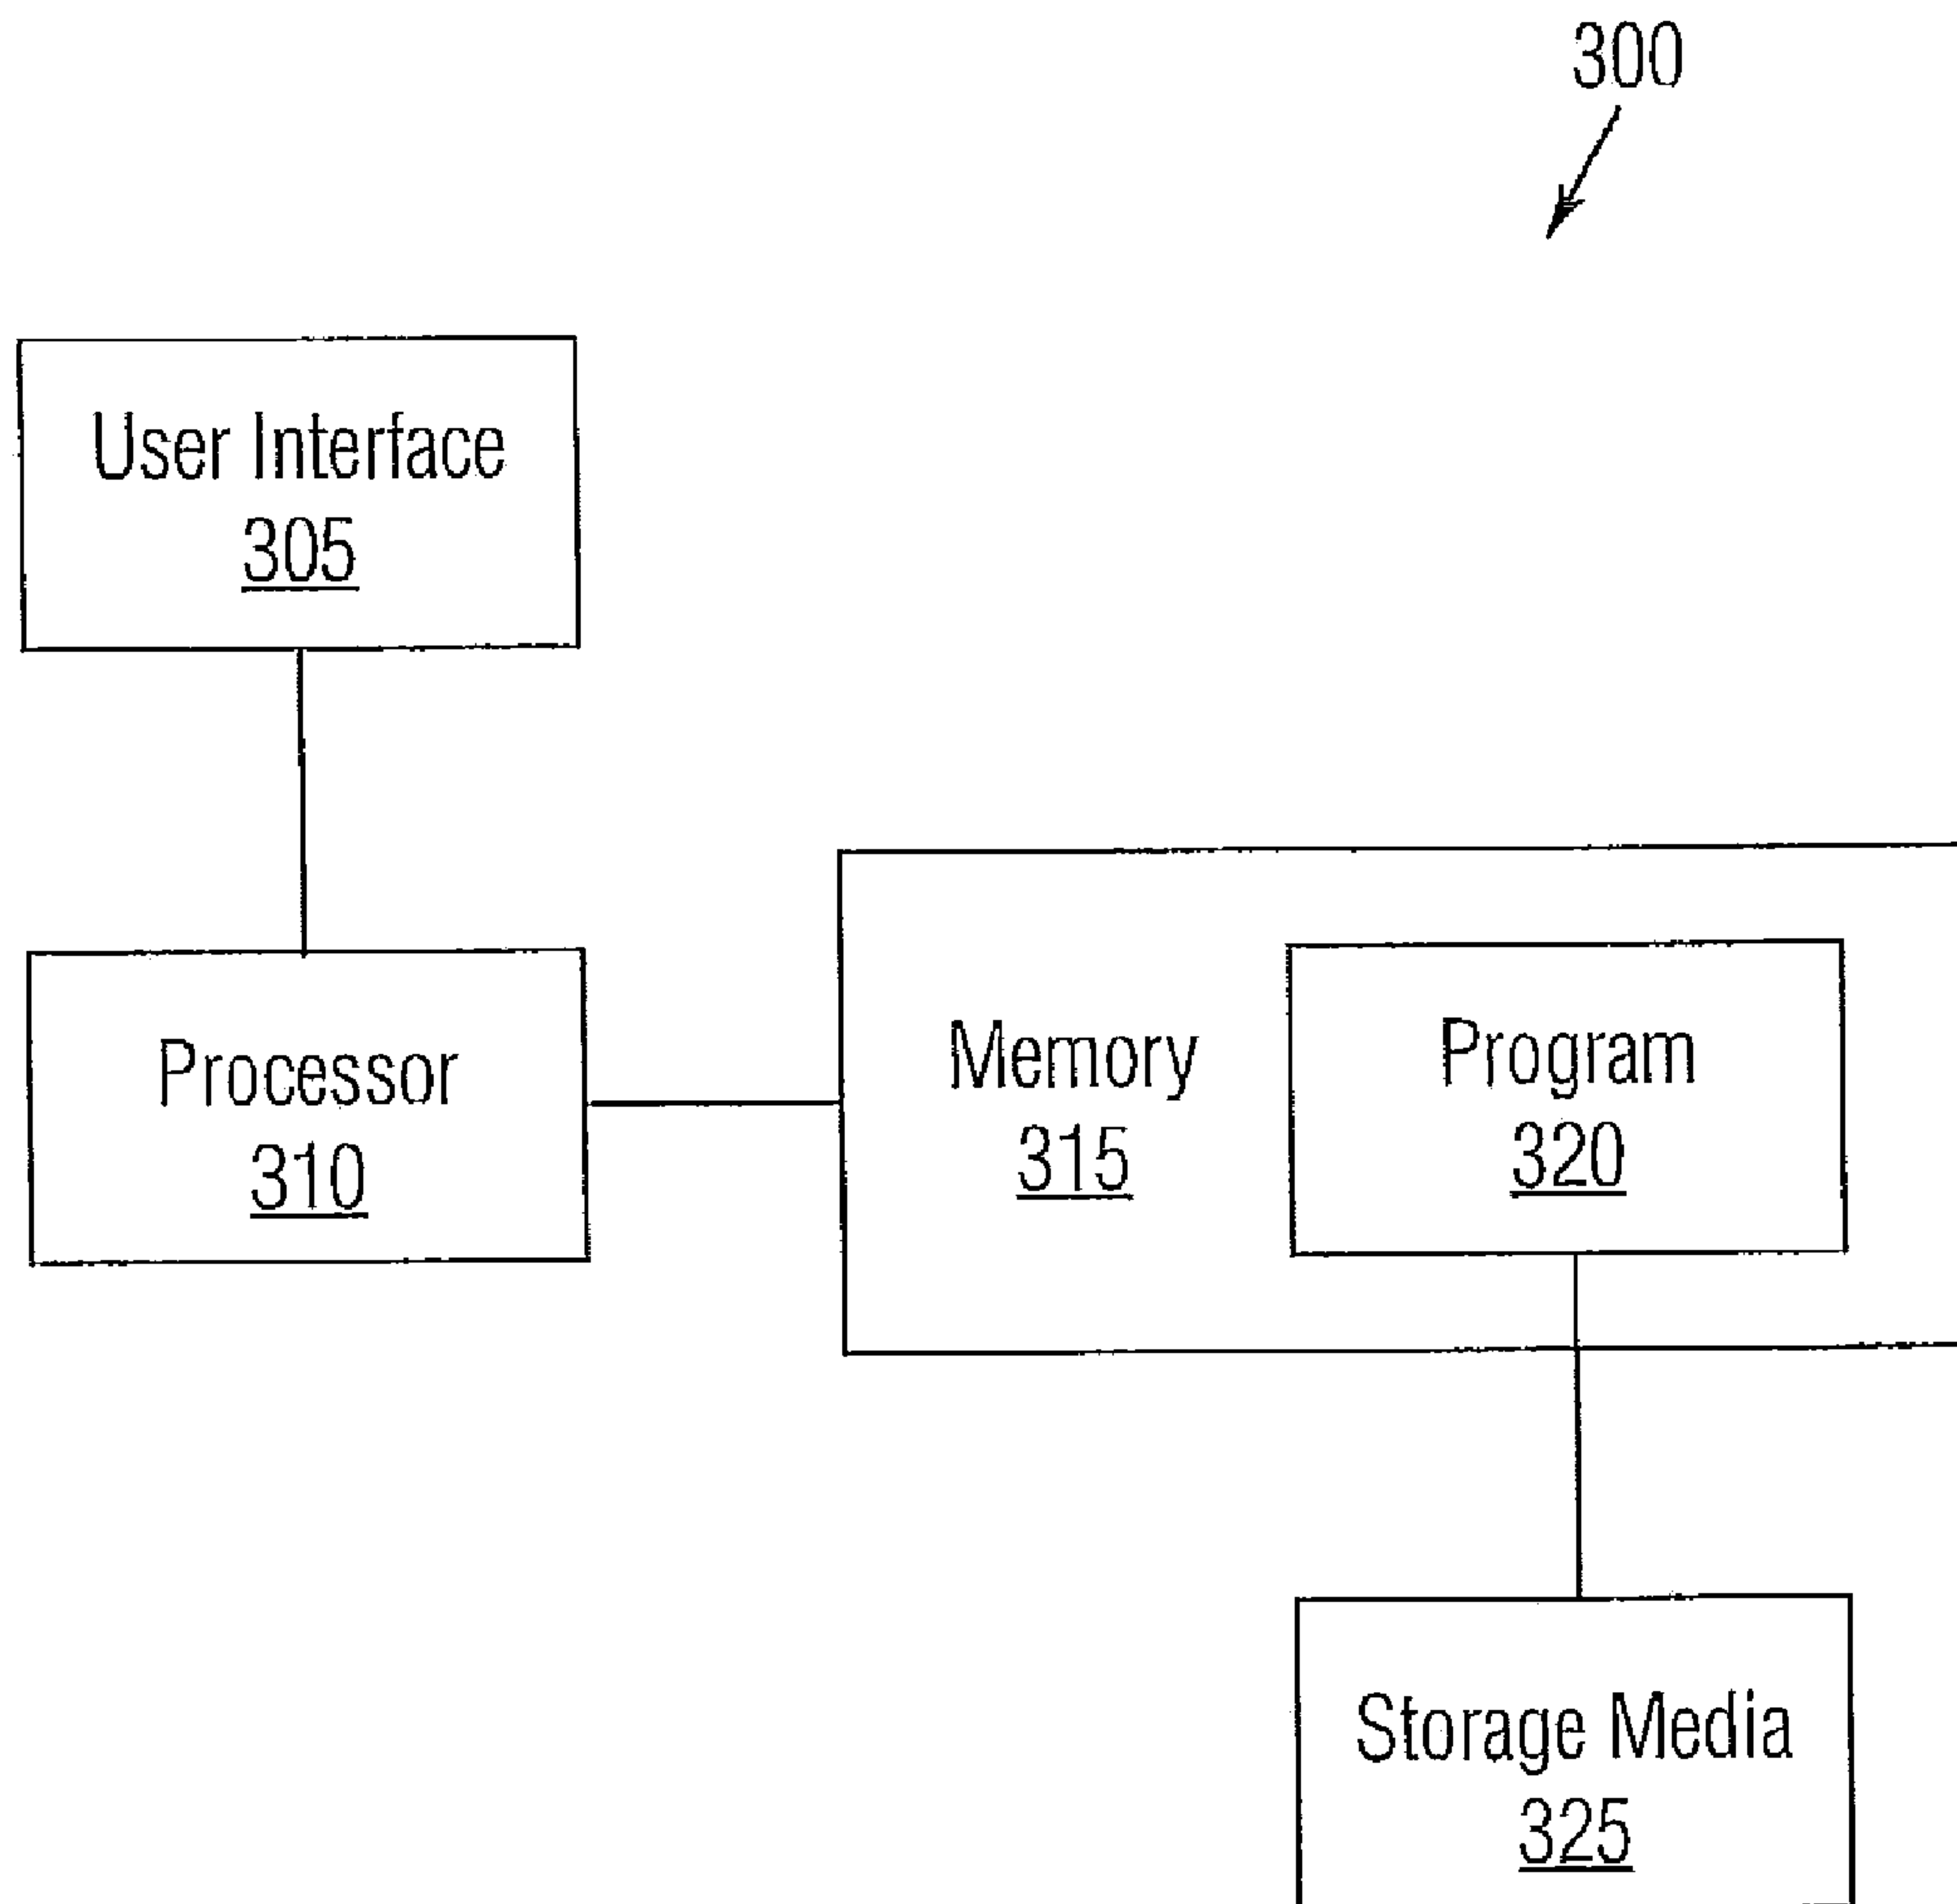 300
User Interface
305
Processor
310
Memory
315
Program
320
Storage Media
325